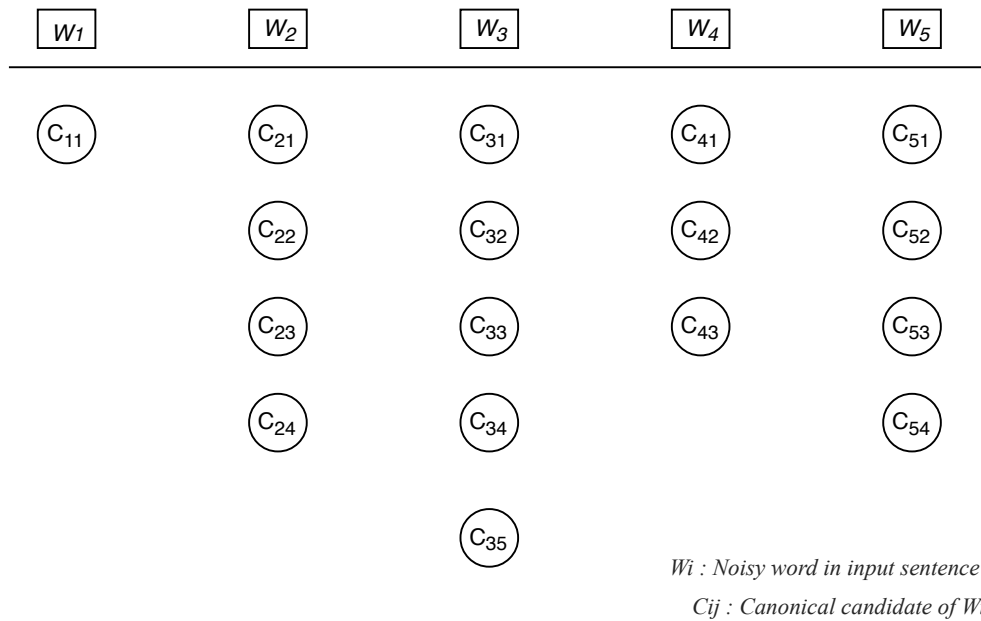 W1 W2 W3 W4 W5
C11 C21 C31 C41 C51
C22 C32 C42 C52
C23 C33 C43 C53
C24 C34 C54
C35
Wi : Noisy word in input sentence
Cij : Canonical candidate of